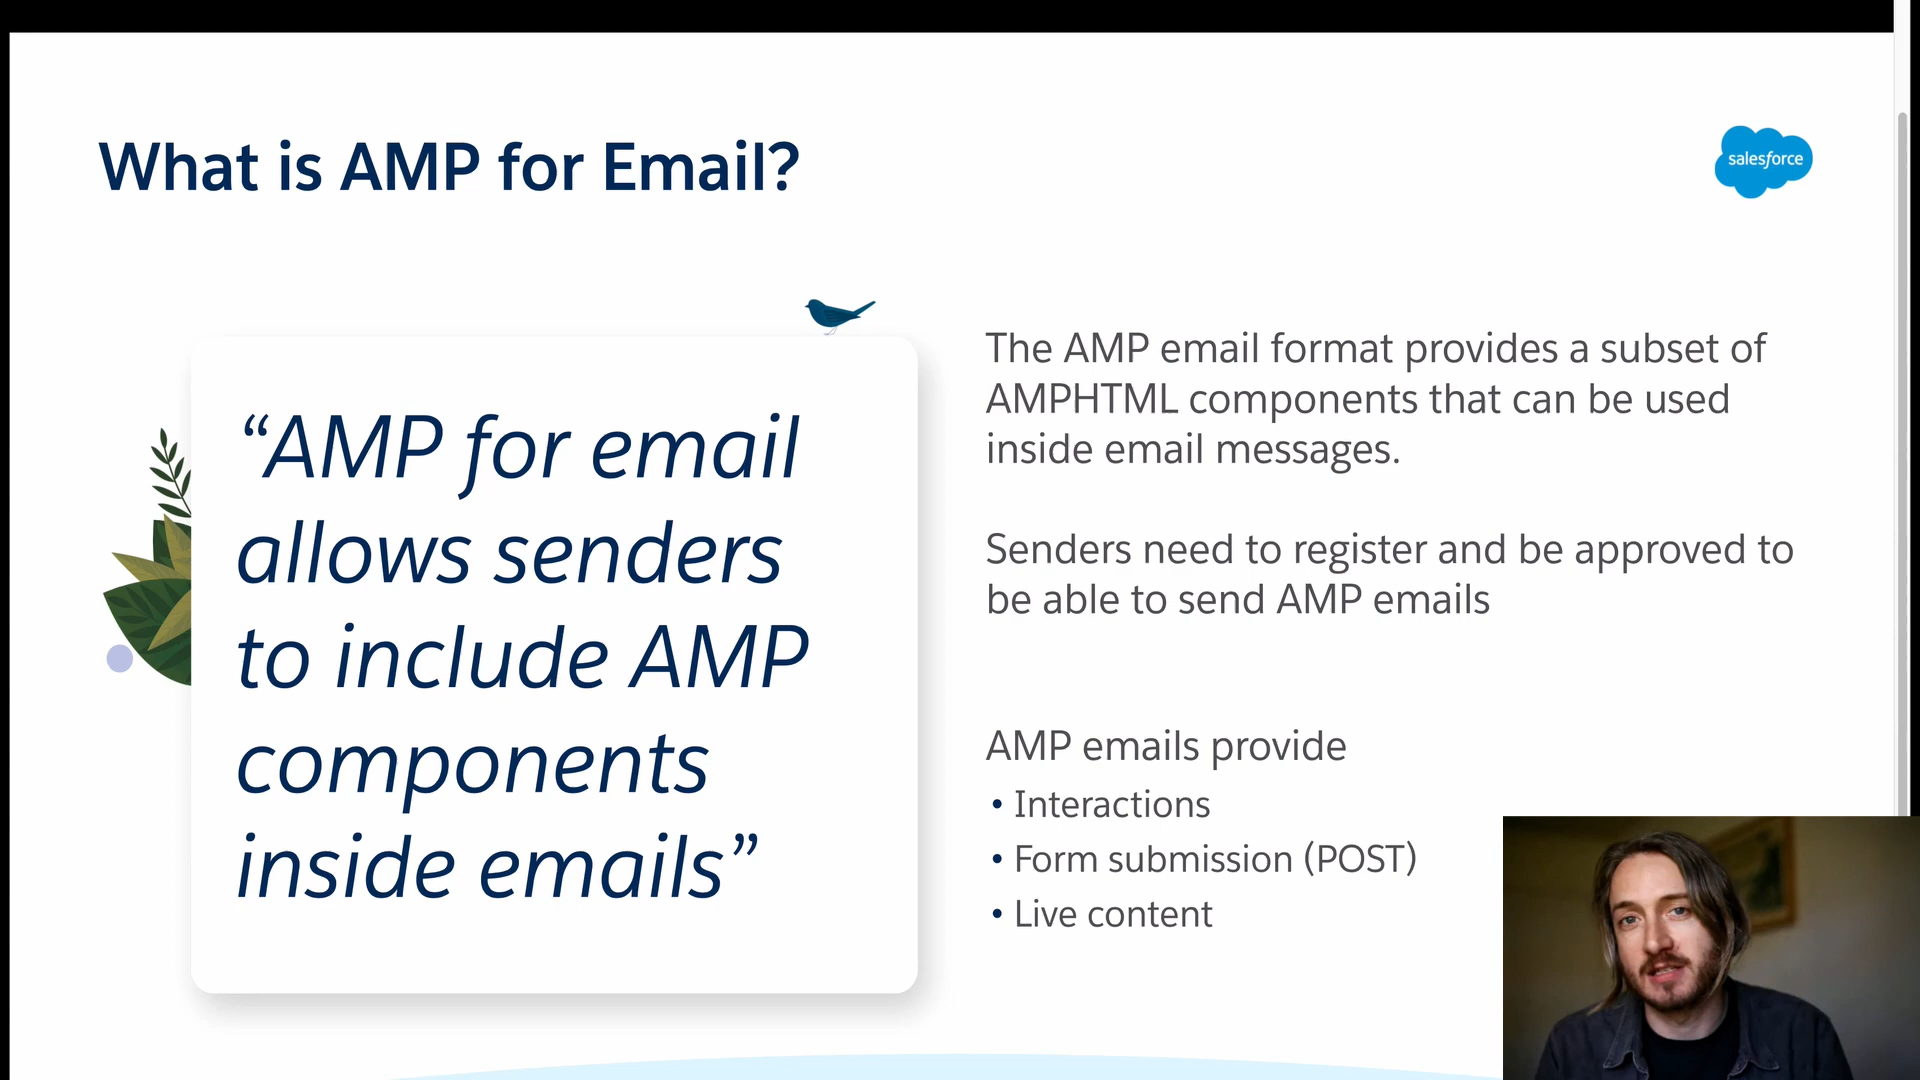 What is AMP for Email?
salesforce
“AMP for email
allows senders
to include AMP
components
inside emails”
The AMP email format provides a subset of
AMPHTML components that can be used
inside email messages.
Senders need to register and be approved to
be able to send AMP emails
AMP emails provide
• Interactions
• Form submission (POST)
• Live content